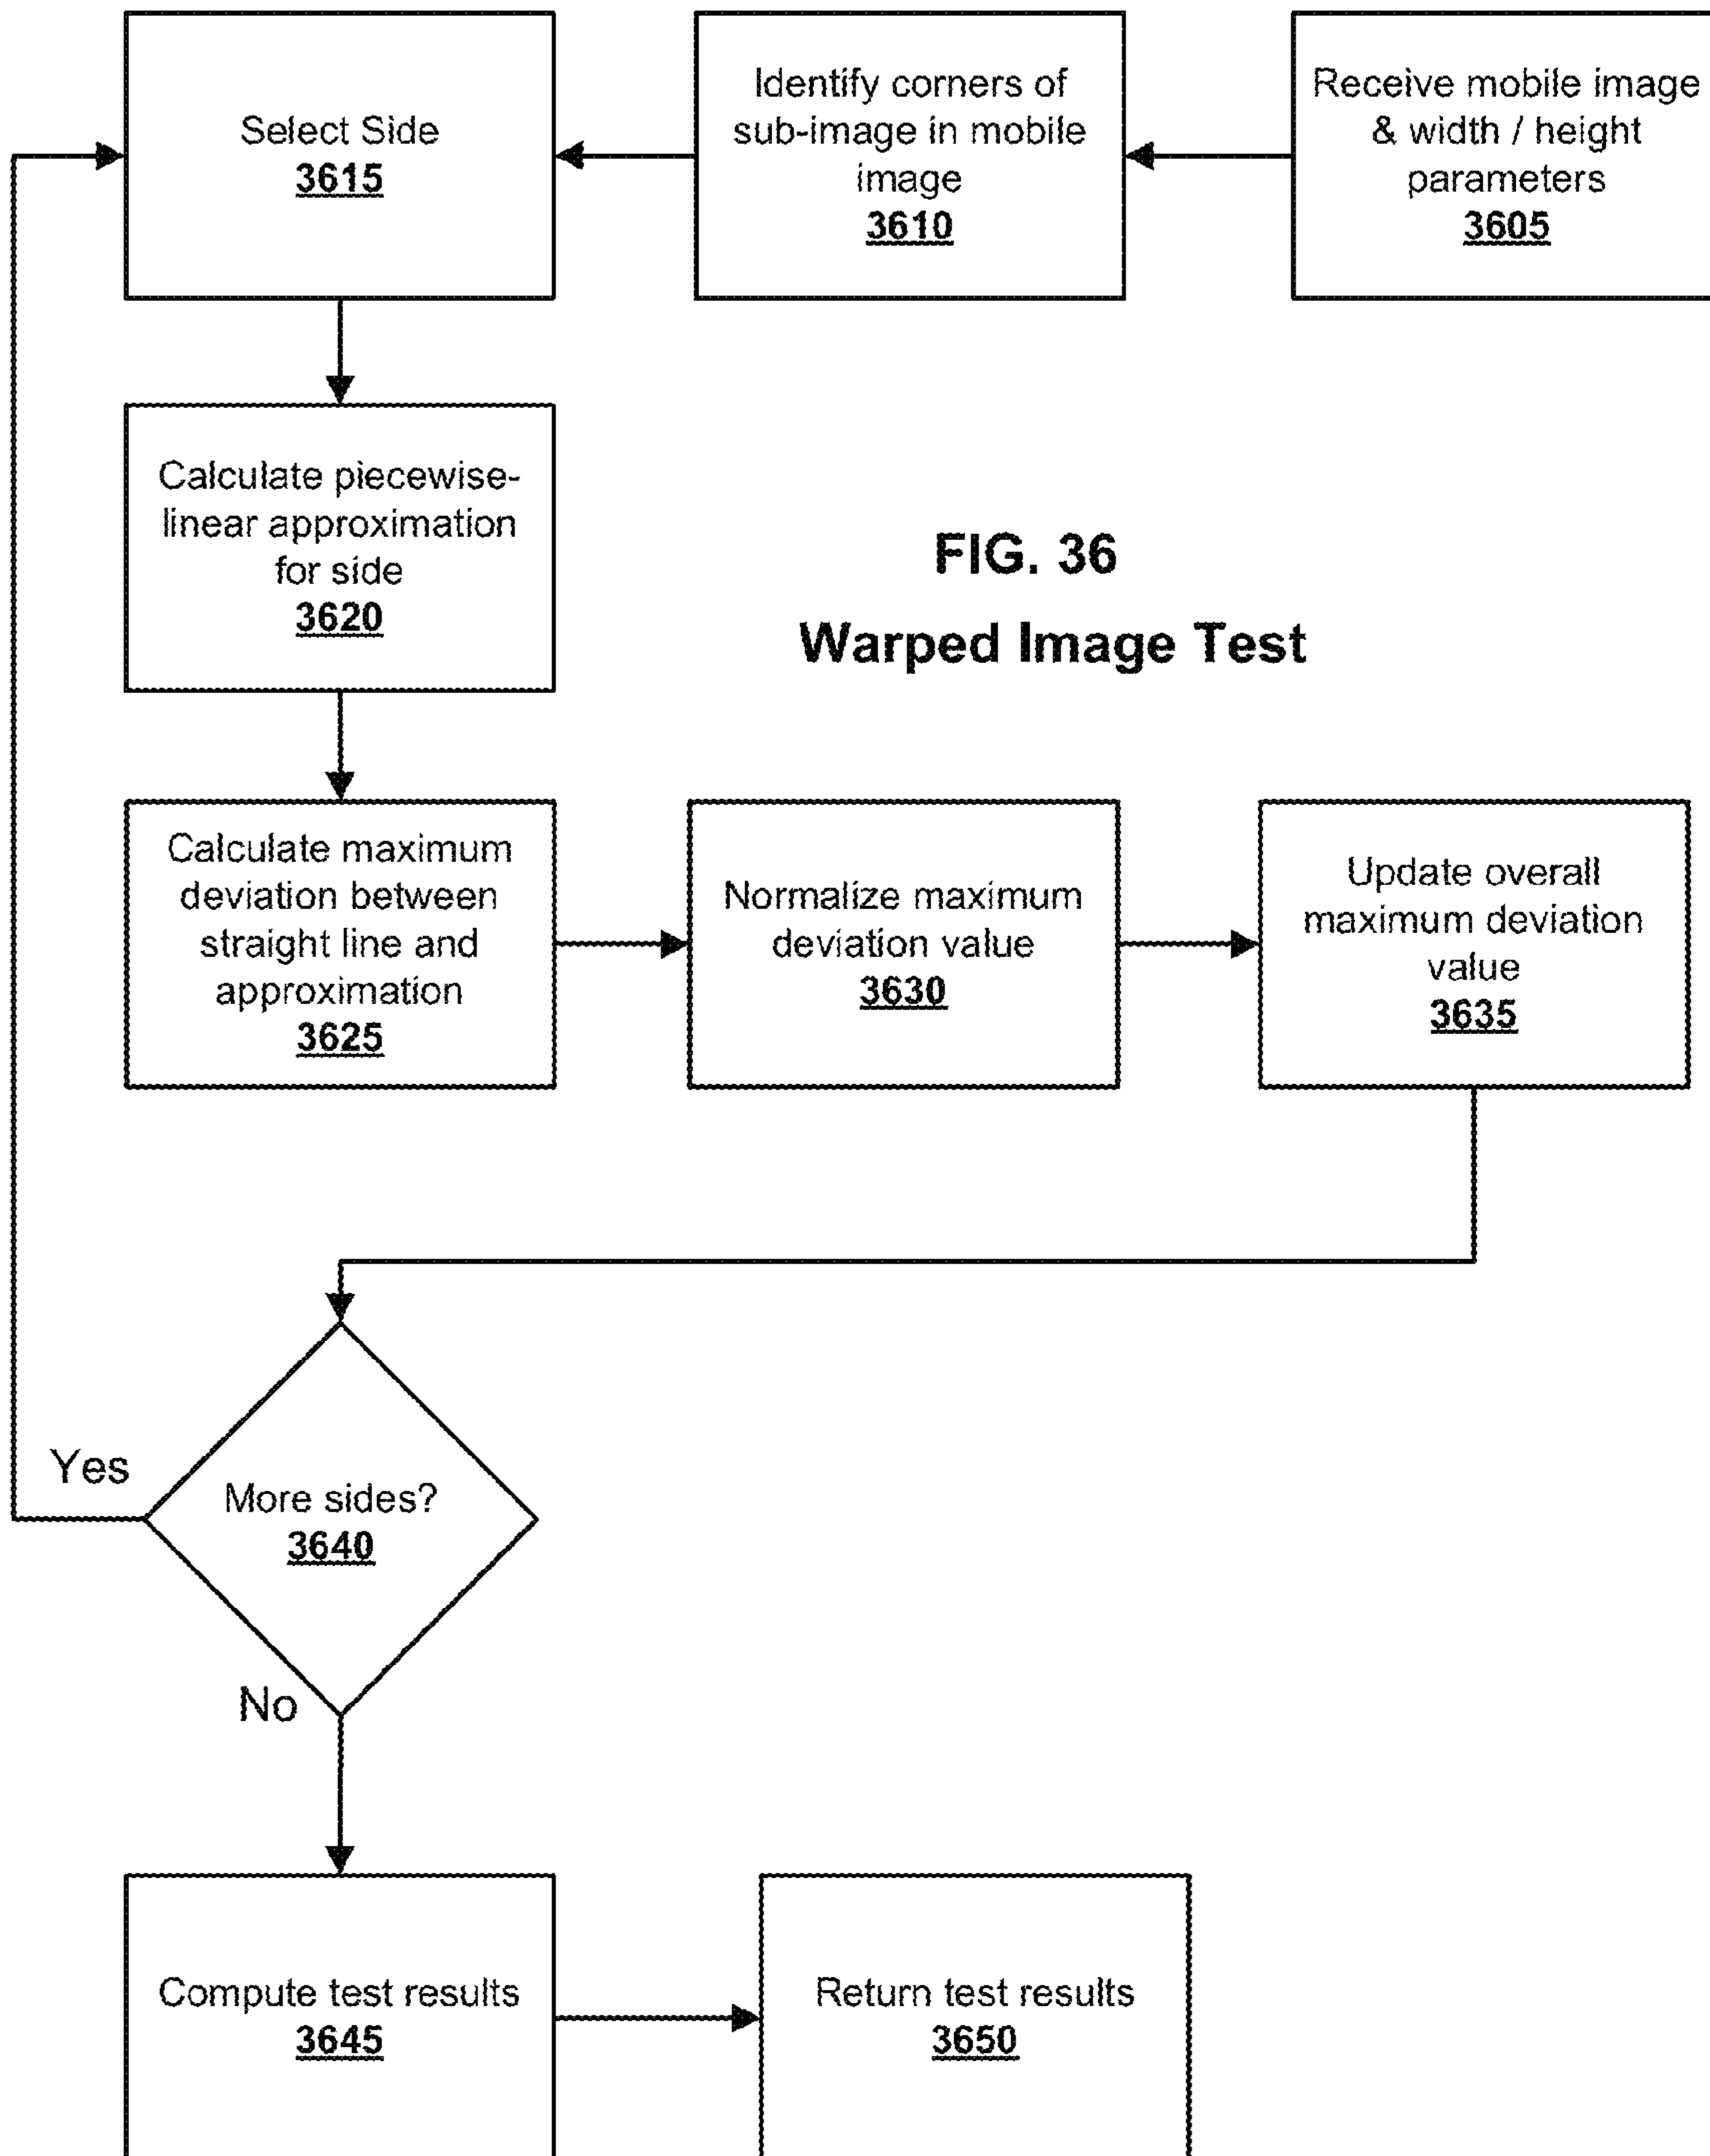 Select Side
3615
Identify corners of
sub-image in mobile
image
3610
Receive mobile image
& width / height
parameters
3605
Calculate piecewise-
linear approximation
for side
3620
FIG. 36
Warped Image Test
Calculate maximum
deviation between
straight line and
approximation
3625
Normalize maximum
deviation value
3630
Update overall
maximum deviation
value
3635
Yes
More sides?
3640
No
Compute test results
3645
Return test results
3650